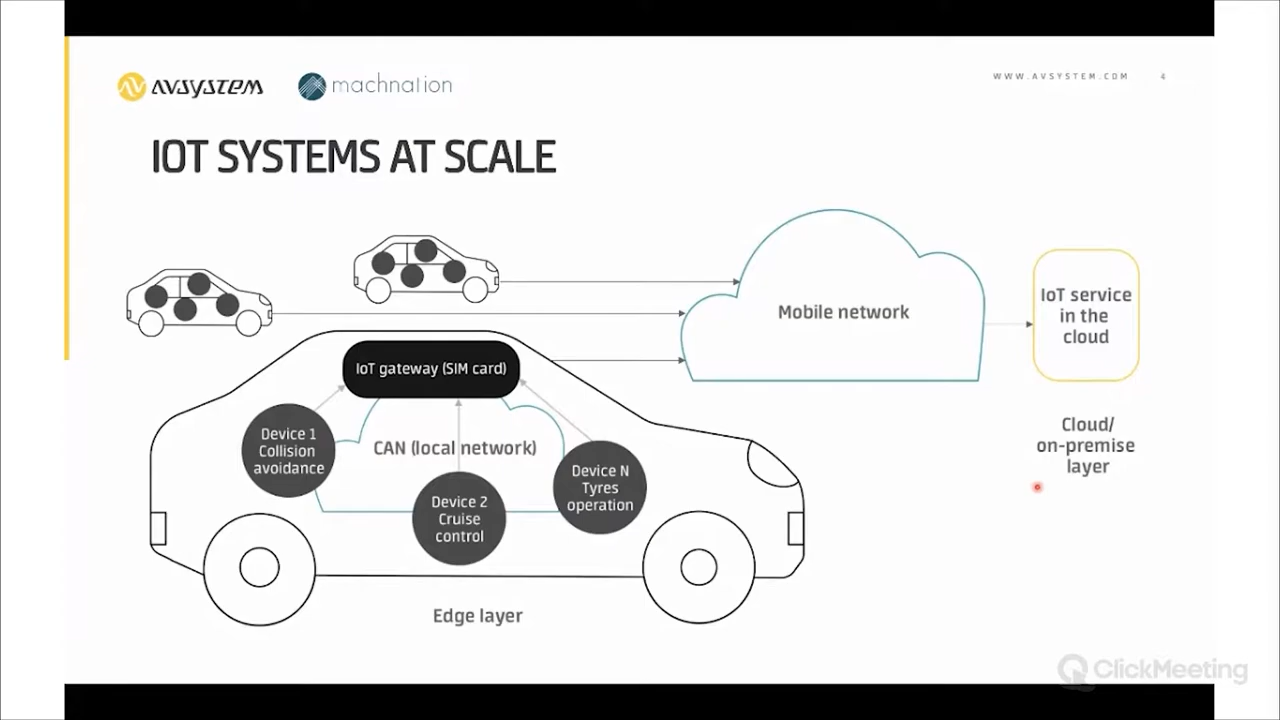 AVSYSTEM
machnation
WWW.AVSYSTEM.COM
4
IOT SYSTEMS AT SCALE
Mobile network
IoT service
in the
cloud
IoT gateway (SIM card)
Device 1
Collision
avoidance
CAN (local network)
Device 2
Cruise
control
Device N
Tyres
operation
Cloud/
on-premise
layer
Edge layer
ClickMeeting